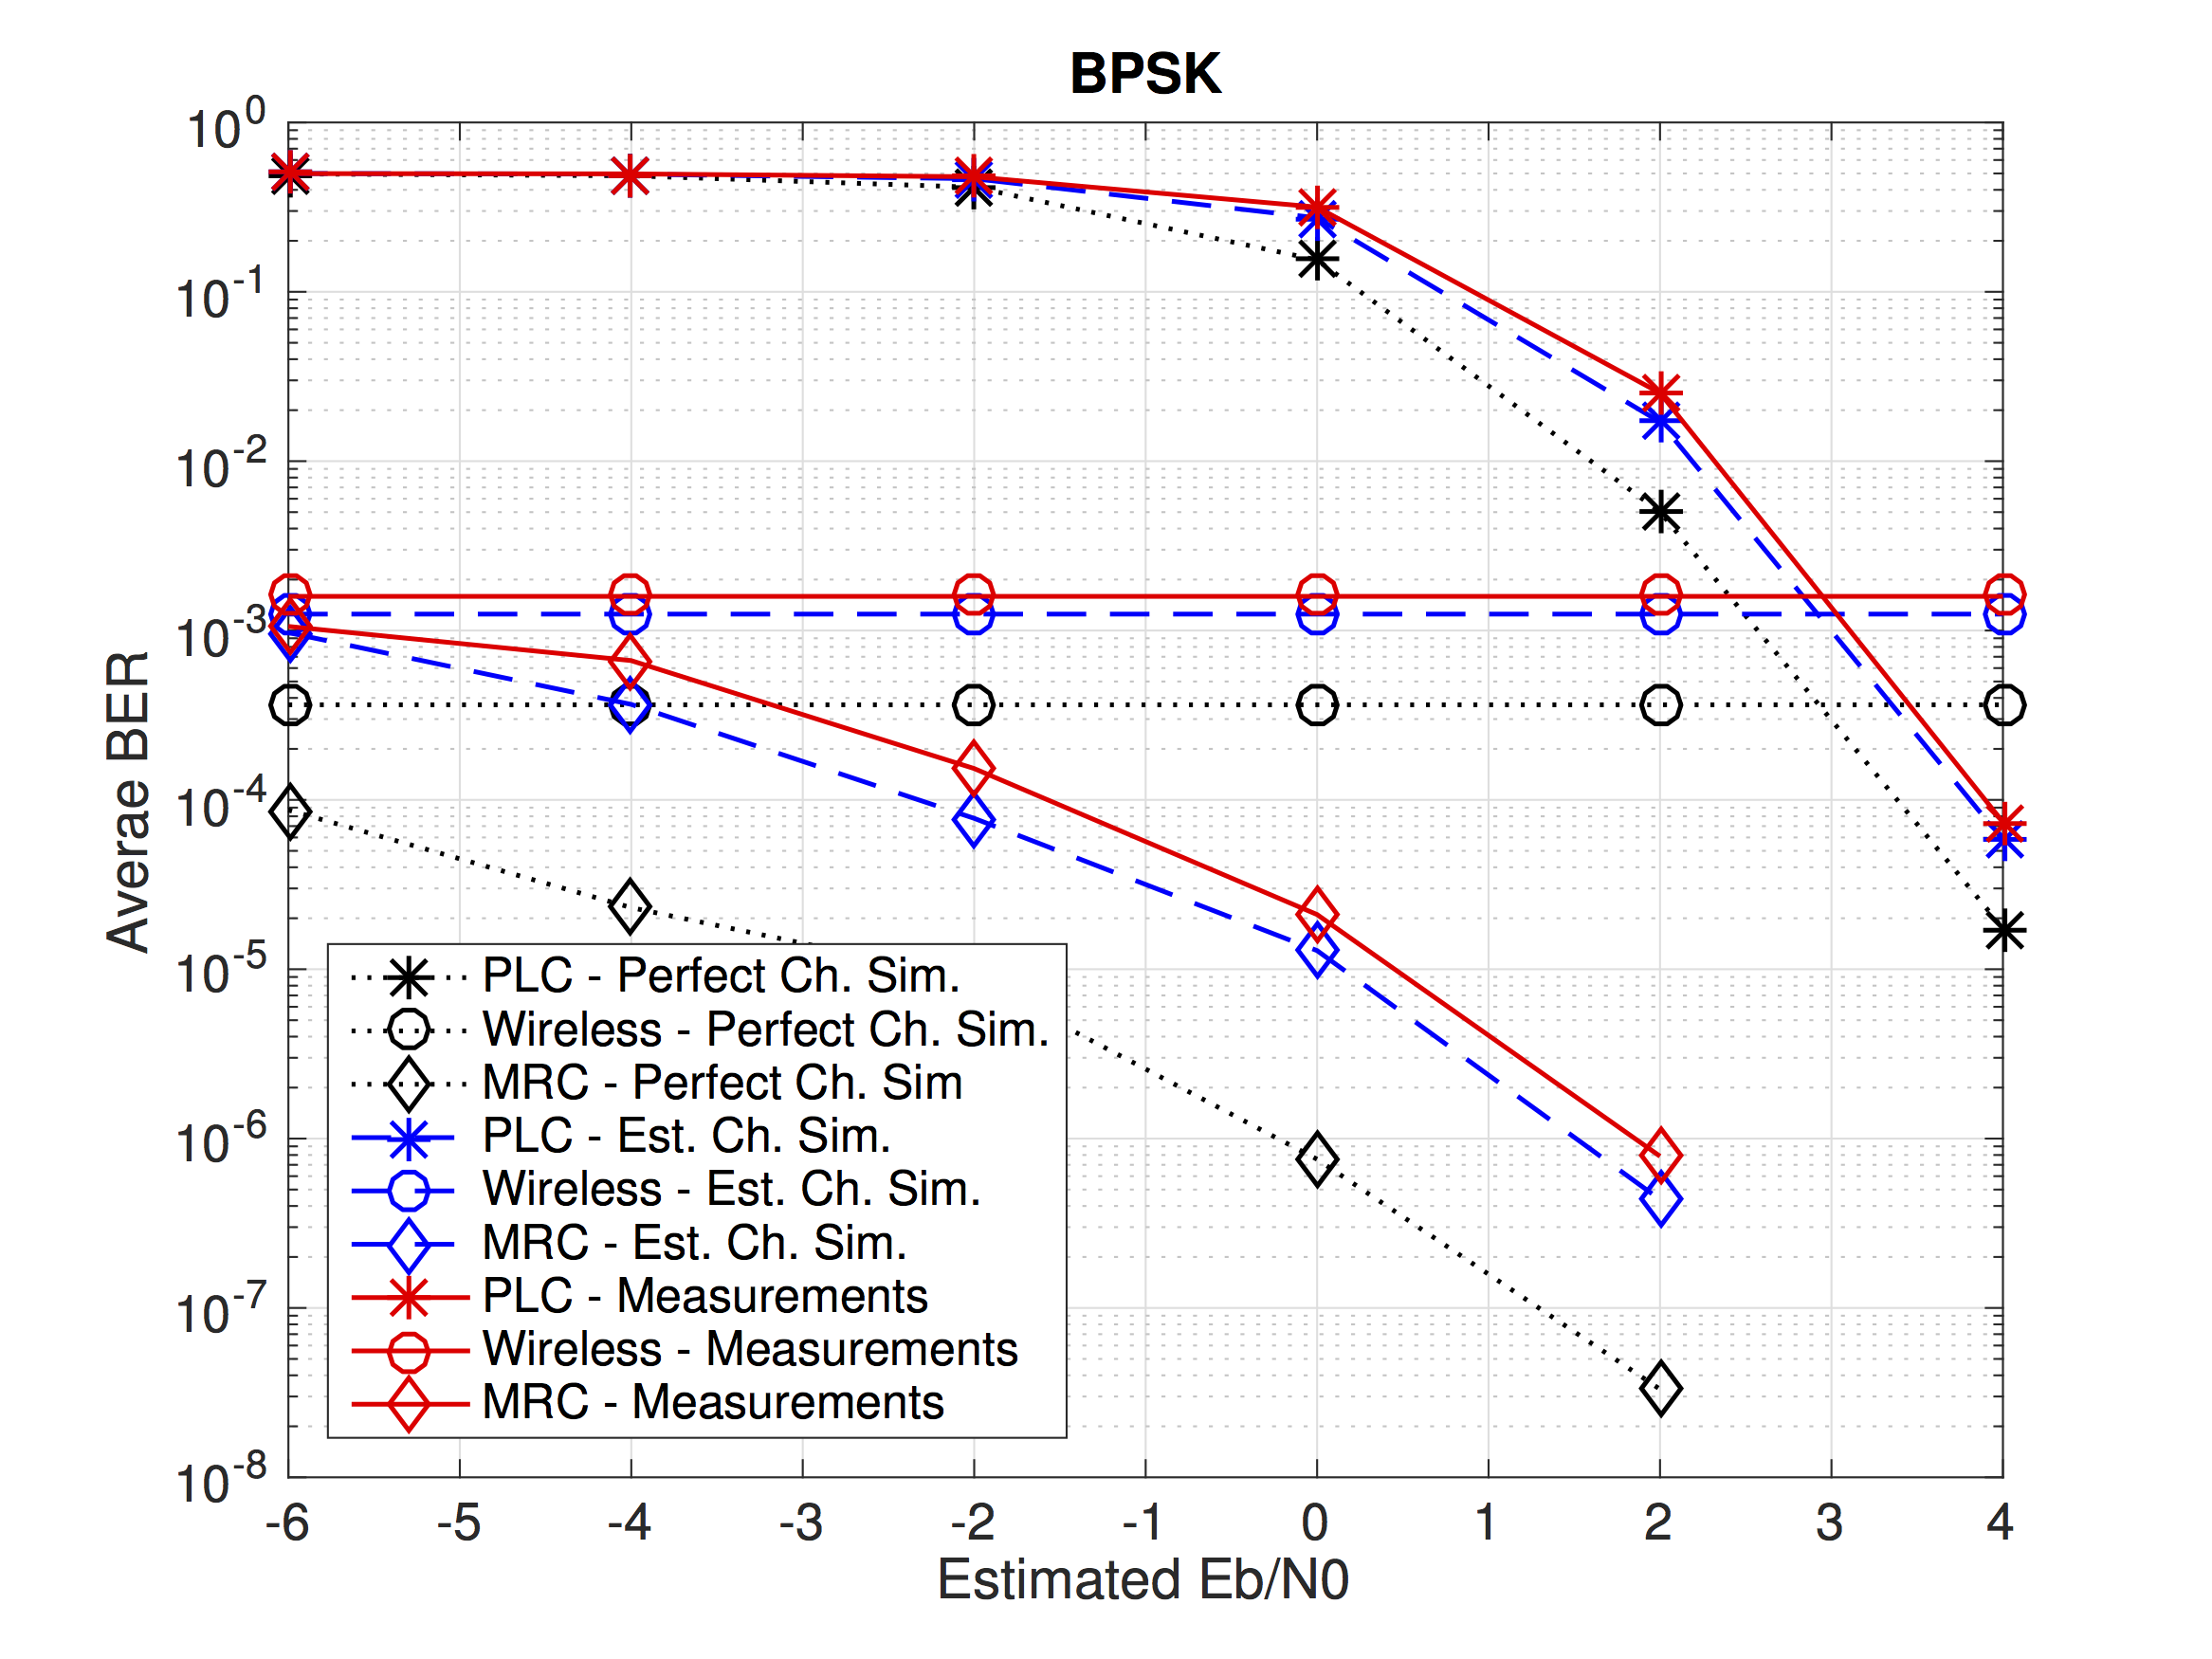 BPSK
10^0
10^-1
10^-2
10^-3
10^-4
10^-5
10^-6
10^-7
10^-8
Averae BER
PLC - Perfect Ch. Sim.
Wireless - Perfect Ch. Sim.
MRC - Perfect Ch. Sim
PLC - Est. Ch. Sim.
Wireless - Est. Ch. Sim.
MRC - Est. Ch. Sim.
PLC - Measurements
Wireless - Measurements
MRC - Measurements
-6 -5 -4 -3 -2 -1 0 1 2 3 4
Estimated Eb/N0